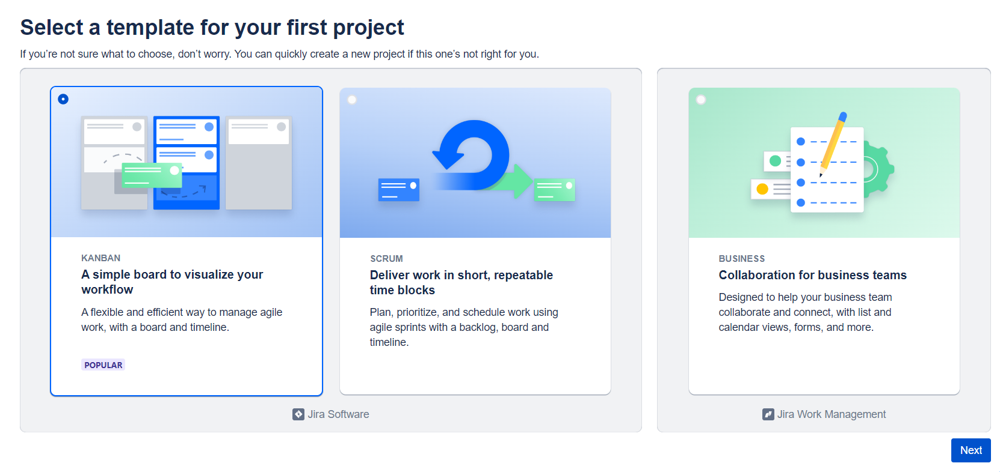 Select a template for your first project
If you’re not sure what to choose, don’t worry. You can quickly create a new project if this one’s not right for you.
KANBAN
A simple board to visualize your
workflow
A flexible and efficient way to manage agile
work, with a board and timeline.
POPULAR
SCRUM
Deliver work in short, repeatable
time blocks
Plan, prioritize, and schedule work using
agile sprints with a backlog, board and
timeline.
Jira Software
BUSINESS
Collaboration for business teams
Designed to help your business team
collaborate and connect, with list and
calendar views, forms, and more.
Jira Work Management
Next